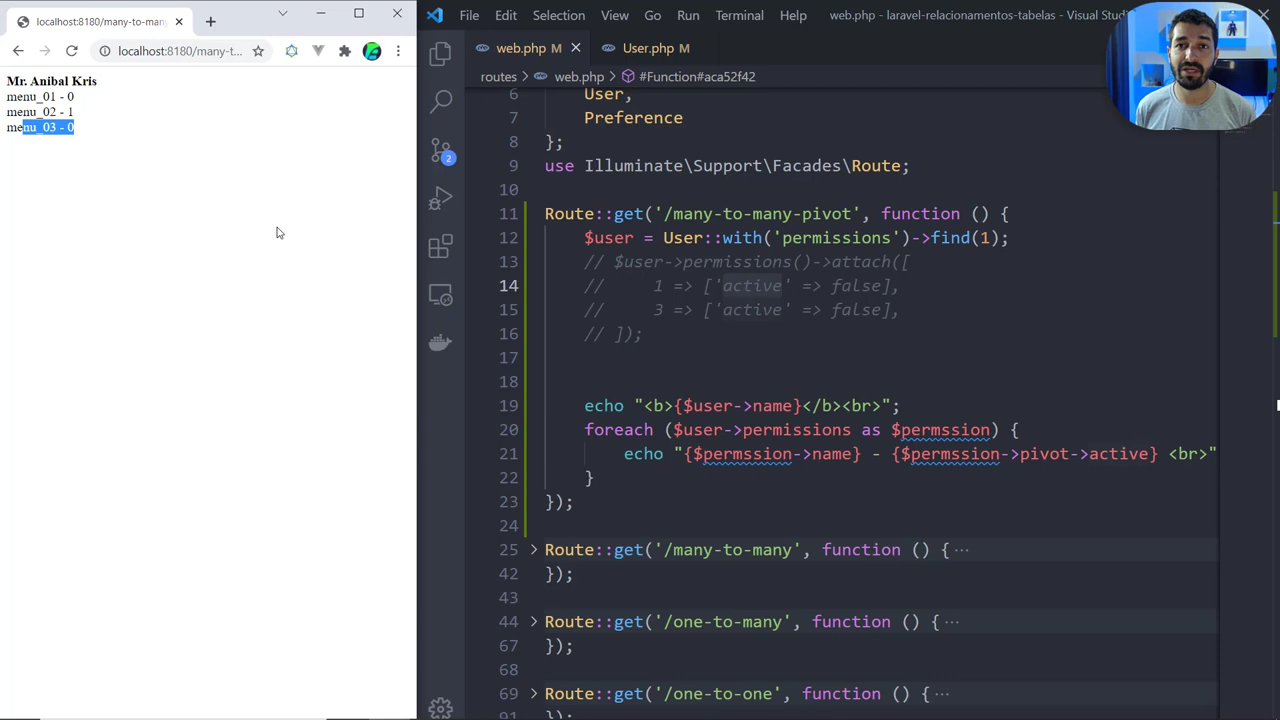 localhost:8180/many-to-man
localhost:8180/many-t...
Mr. Anibal Kris
menu_01 - 0
menu_02 - 1
menu_03 - 0
File Edit Selection View Go Run Terminal Help web.php - laravel-relacionamentos-tabelas - Visual Studi
web.php M User.php M
routes > web.php > #Function#aca52f42
2
6 User,
7 Preference
8 };
9 use Illuminate\Support\Facades\Route;
10
11 Route::get('/many-to-many-pivot', function () {
12 $user = User::with('permissions')->find(1);
13 // $user->permissions()->attach([
14 // 1 => ['active' => false],
15 // 3 => ['active' => false],
16 // ]);
17
18
19 echo "<b>{$user->name}</b><br>";
20 foreach ($user->permissions as $permssion) {
21 echo "{$permssion->name} - {$permssion->pivot->active} <br>"
22 }
23 });
24
25 Route::get('/many-to-many', function () { ...
42 });
43
44 Route::get('/one-to-many', function () { ...
67 });
68
69 Route::get('/one-to-one', function () { ...
91 });